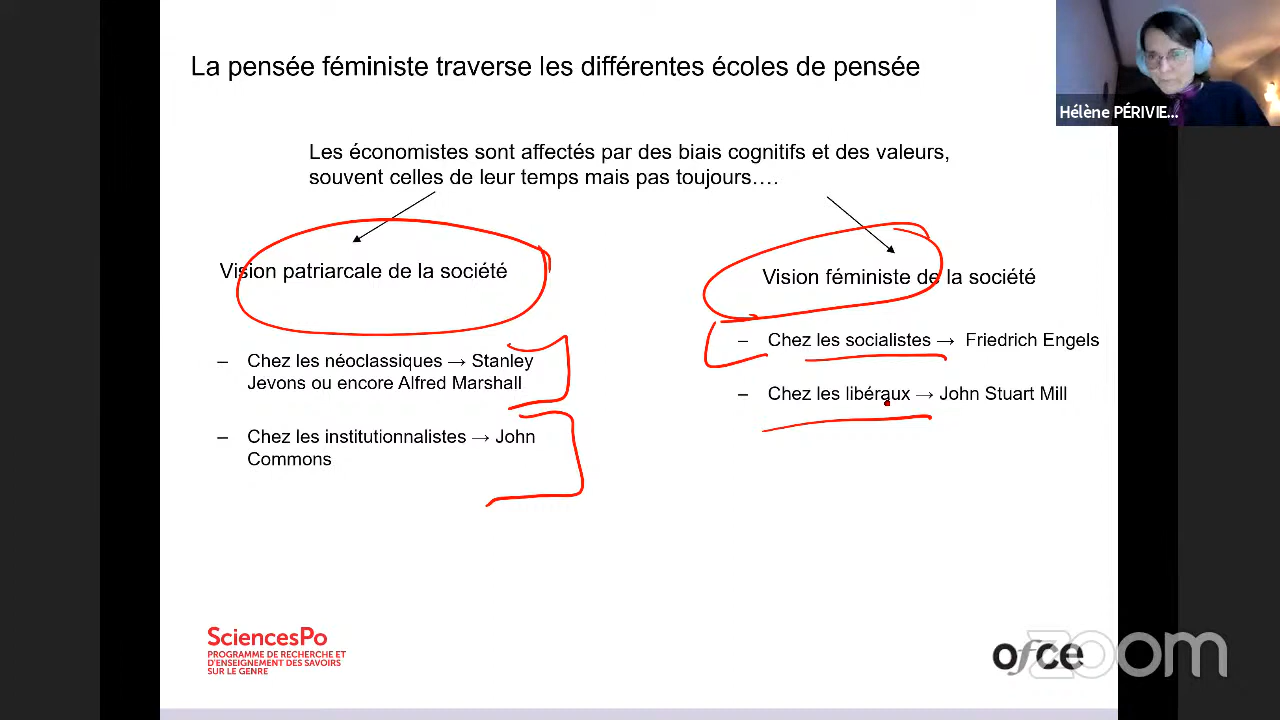 La pensée féministe traverse les différentes écoles de pensée
Hélène PÉRIVIE...
Les économistes sont affectés par des biais cognitifs et des valeurs,
souvent celles de leur temps mais pas toujours….
Vision patriarcale de la société
– Chez les néoclassiques → Stanley
Jevons ou encore Alfred Marshall
– Chez les institutionnalistes → John
Commons
Vision féministe de la société
– Chez les socialistes → Friedrich Engels
– Chez les libéraux → John Stuart Mill
SciencesPo
PROGRAMME DE RECHERCHE ET
D'ENSEIGNEMENT DES SAVOIRS
SUR LE GENRE
ofce
zoom